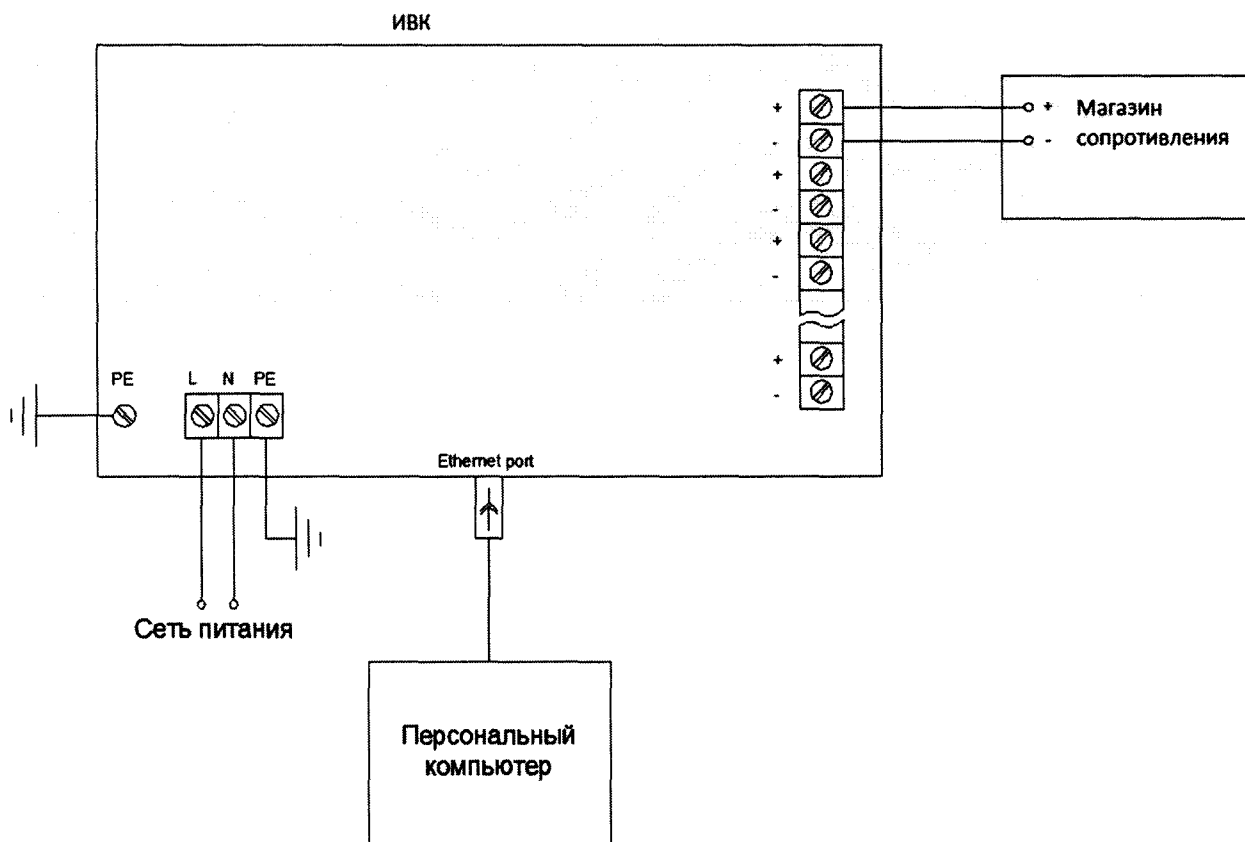 ИВК
+
-
+
-
+
-
+
-
+ Магазин
- сопротивления
PE
L N PE
Ethernet port
Сеть питания
Персональный
компьютер